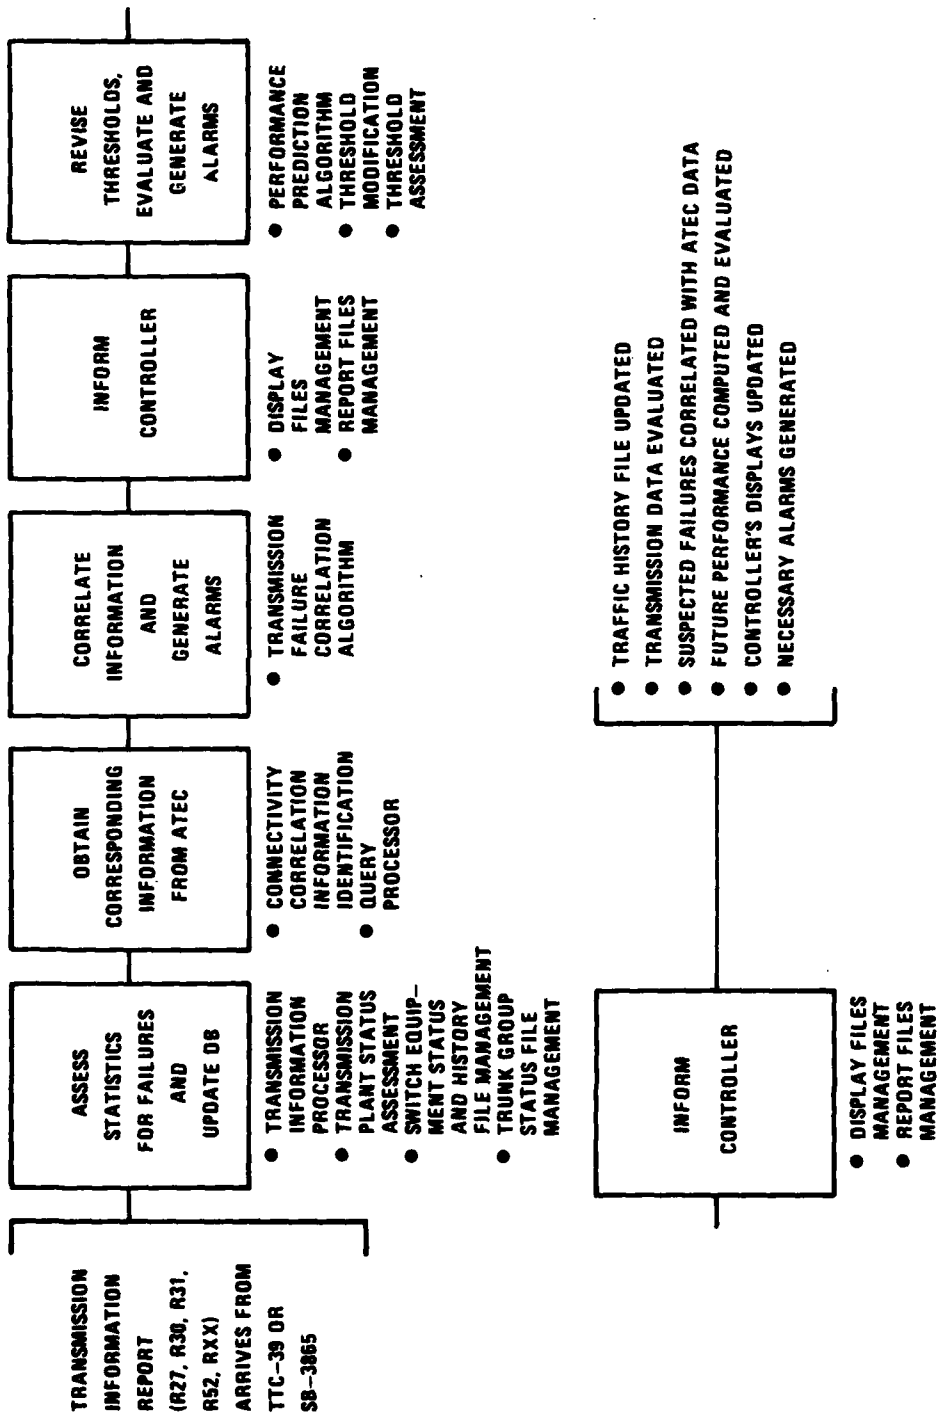 TRANSMISSION
INFORMATION
REPORT
(R27, R30, R31,
R52, RXX)
ARRIVES FROM
TTC-39 OR
SB-3865
ASSESS
STATISTICS
FOR FAILURES
AND
UPDATE DB
● TRANSMISSION
INFORMATION
PROCESSOR
● TRANSMISSION
PLANT STATUS
ASSESSMENT
● SWITCH EQUIP-
MENT STATUS
AND HISTORY
FILE MANAGEMENT
● TRUNK GROUP
STATUS FILE
MANAGEMENT
OBTAIN
CORRESPONDING
INFORMATION
FROM ATEC
● CONNECTIVITY
CORRELATION
INFORMATION
IDENTIFICATION
● QUERY
PROCESSOR
CORRELATE
INFORMATION
AND
GENERATE
ALARMS
● TRANSMISSION
FAILURE
CORRELATION
ALGORITHM
INFORM
CONTROLLER
● DISPLAY
FILES
MANAGEMENT
● REPORT FILES
MANAGEMENT
REVISE
THRESHOLDS,
EVALUATE AND
GENERATE
ALARMS
● PERFORMANCE
PREDICTION
ALGORITHM
● THRESHOLD
MODIFICATION
● THRESHOLD
ASSESSMENT
INFORM
CONTROLLER
● DISPLAY FILES
MANAGEMENT
● REPORT FILES
MANAGEMENT
● TRAFFIC HISTORY FILE UPDATED
● TRANSMISSION DATA EVALUATED
● SUSPECTED FAILURES CORRELATED WITH ATEC DATA
● FUTURE PERFORMANCE COMPUTED AND EVALUATED
● CONTROLLER'S DISPLAYS UPDATED
● NECESSARY ALARMS GENERATED